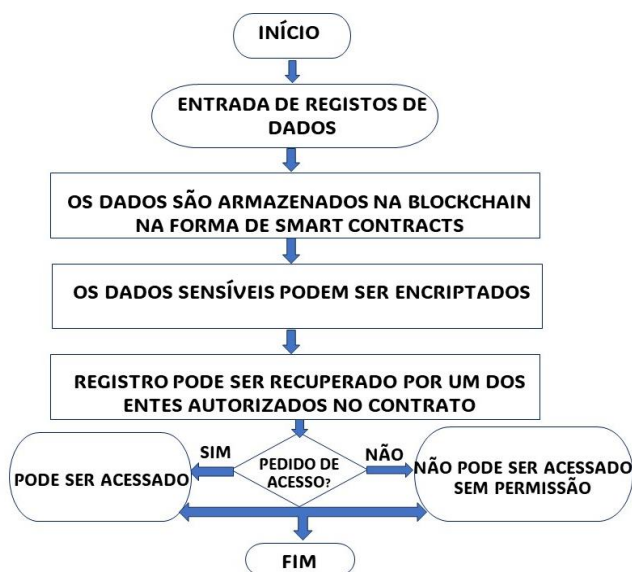 INÍCIO
ENTRADA DE REGISTOS DE
DADOS
OS DADOS SÃO ARMAZENADOS NA BLOCKCHAIN
NA FORMA DE SMART CONTRACTS
OS DADOS SENSÍVEIS PODEM SER ENCRIPTADOS
REGISTRO PODE SER RECUPERADO POR UM DOS
ENTES AUTORIZADOS NO CONTRATO
SIM
PEDIDO DE
ACESSO?
NÃO
PODE SER ACESSADO
NÃO PODE SER ACESSADO
SEM PERMISSÃO
FIM